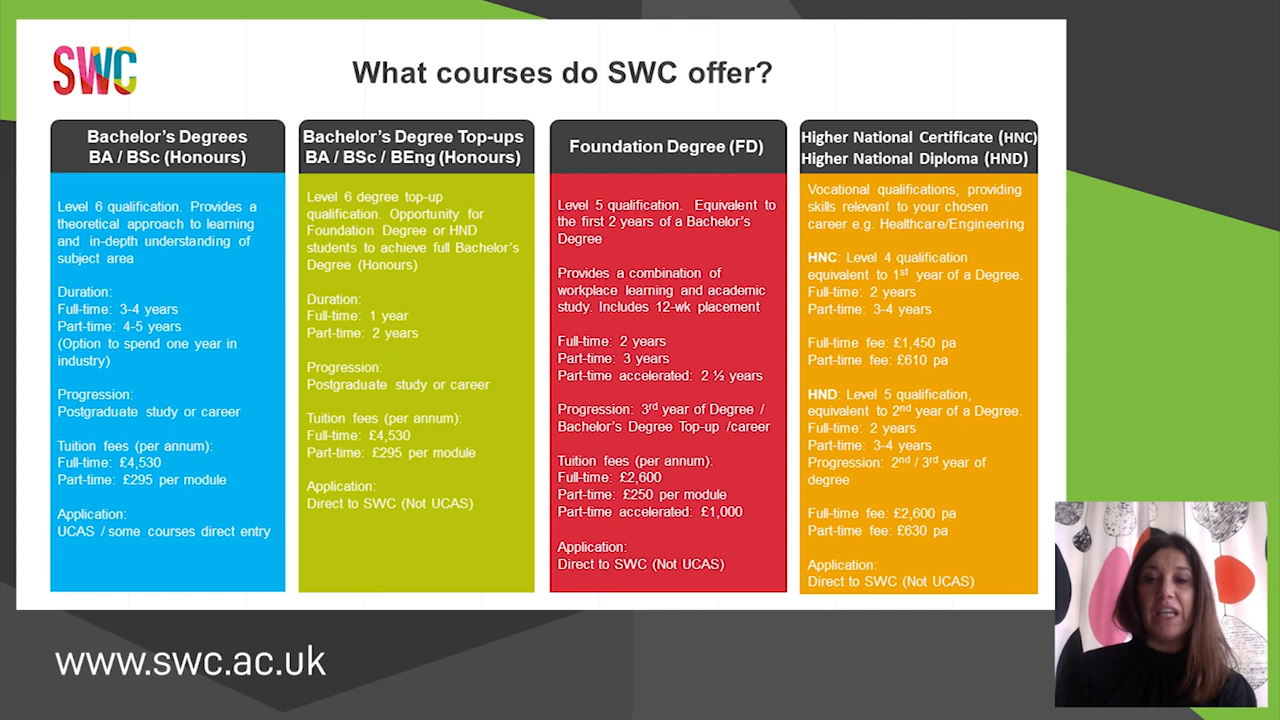 SWC
What courses do SWC offer?
Bachelor's Degrees
BA / BSc (Honours)
Level 6 qualification. Provides a
theoretical approach to learning
and in-depth understanding of
subject area
Duration:
Full-time: 3-4 years
Part-time: 4-5 years
(Option to spend one year in
industry)
Progression:
Postgraduate study or career
Tuition fees (per annum):
Full-time: £4,530
Part-time: £295 per module
Application:
UCAS / some courses direct entry
Bachelor's Degree Top-ups
BA / BSc / BEng (Honours)
Level 6 degree top-up
qualification. Opportunity for
Foundation Degree or HND
students to achieve full Bachelor's
Degree (Honours)
Duration:
Full-time: 1 year
Part-time: 2 years
Progression:
Postgraduate study or career
Tuition fees (per annum):
Full-time: £4,530
Part-time: £295 per module
Application:
Direct to SWC (Not UCAS)
Foundation Degree (FD)
Level 5 qualification. Equivalent to
the first 2 years of a Bachelor's
Degree
Provides a combination of
workplace learning and academic
study. Includes 12-wk placement
Full-time: 2 years
Part-time: 3 years
Part-time accelerated: 2 ½ years
Progression: 3rd year of Degree /
Bachelor's Degree Top-up /career
Tuition fees (per annum):
Full-time: £2,600
Part-time: £250 per module
Part-time accelerated: £1,000
Application:
Direct to SWC (Not UCAS)
Higher National Certificate (HNC)
Higher National Diploma (HND)
Vocational qualifications, providing
skills relevant to your chosen
career e.g. Healthcare/Engineering
HNC: Level 4 qualification
equivalent to 1st year of a Degree.
Full-time: 2 years
Part-time: 3-4 years
Full-time fee: £1,450 pa
Part-time fee: £610 pa
HND: Level 5 qualification,
equivalent to 2nd year of a Degree.
Full-time: 2 years
Part-time: 3-4 years
Progression: 2nd / 3rd year of
degree
Full-time fee: £2,600 pa
Part-time fee: £630 pa
Application:
Direct to SWC (Not UCAS)
www.swc.ac.uk